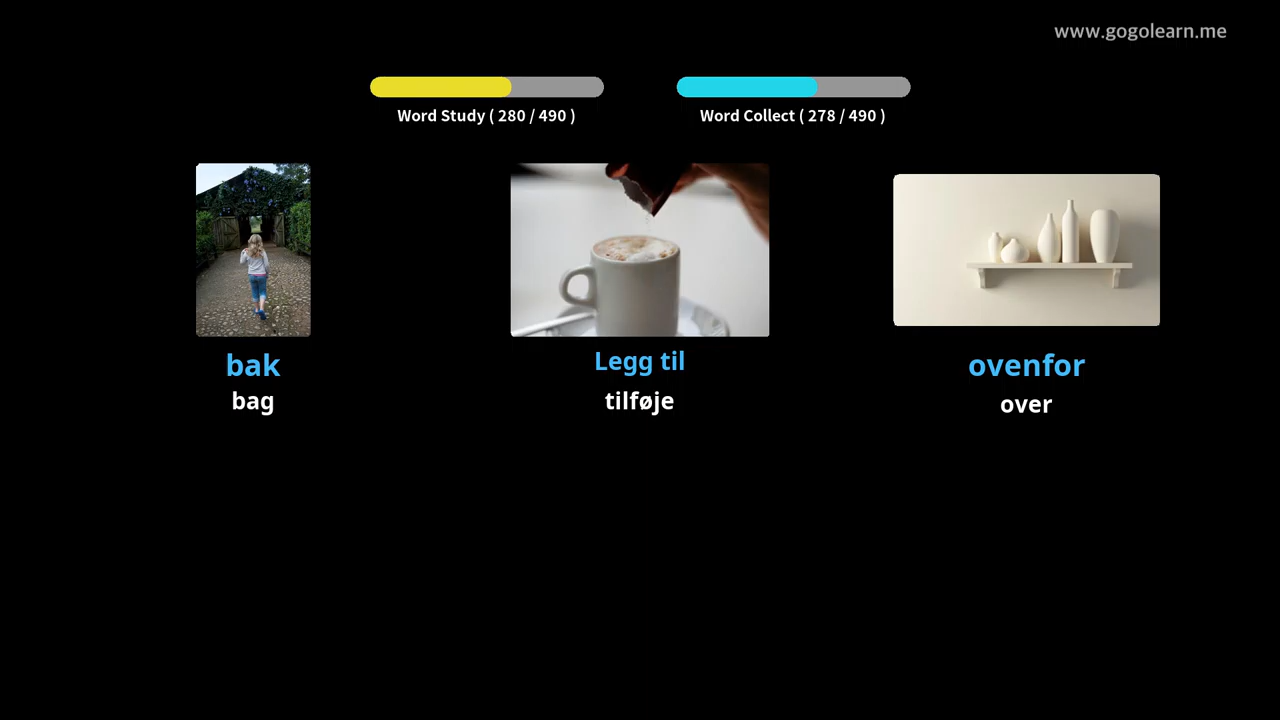 www.gogolearn.me
Word Study ( 280 / 490 )
Word Collect ( 278 / 490 )
bak
bag
Legg til
tilføje
ovenfor
over